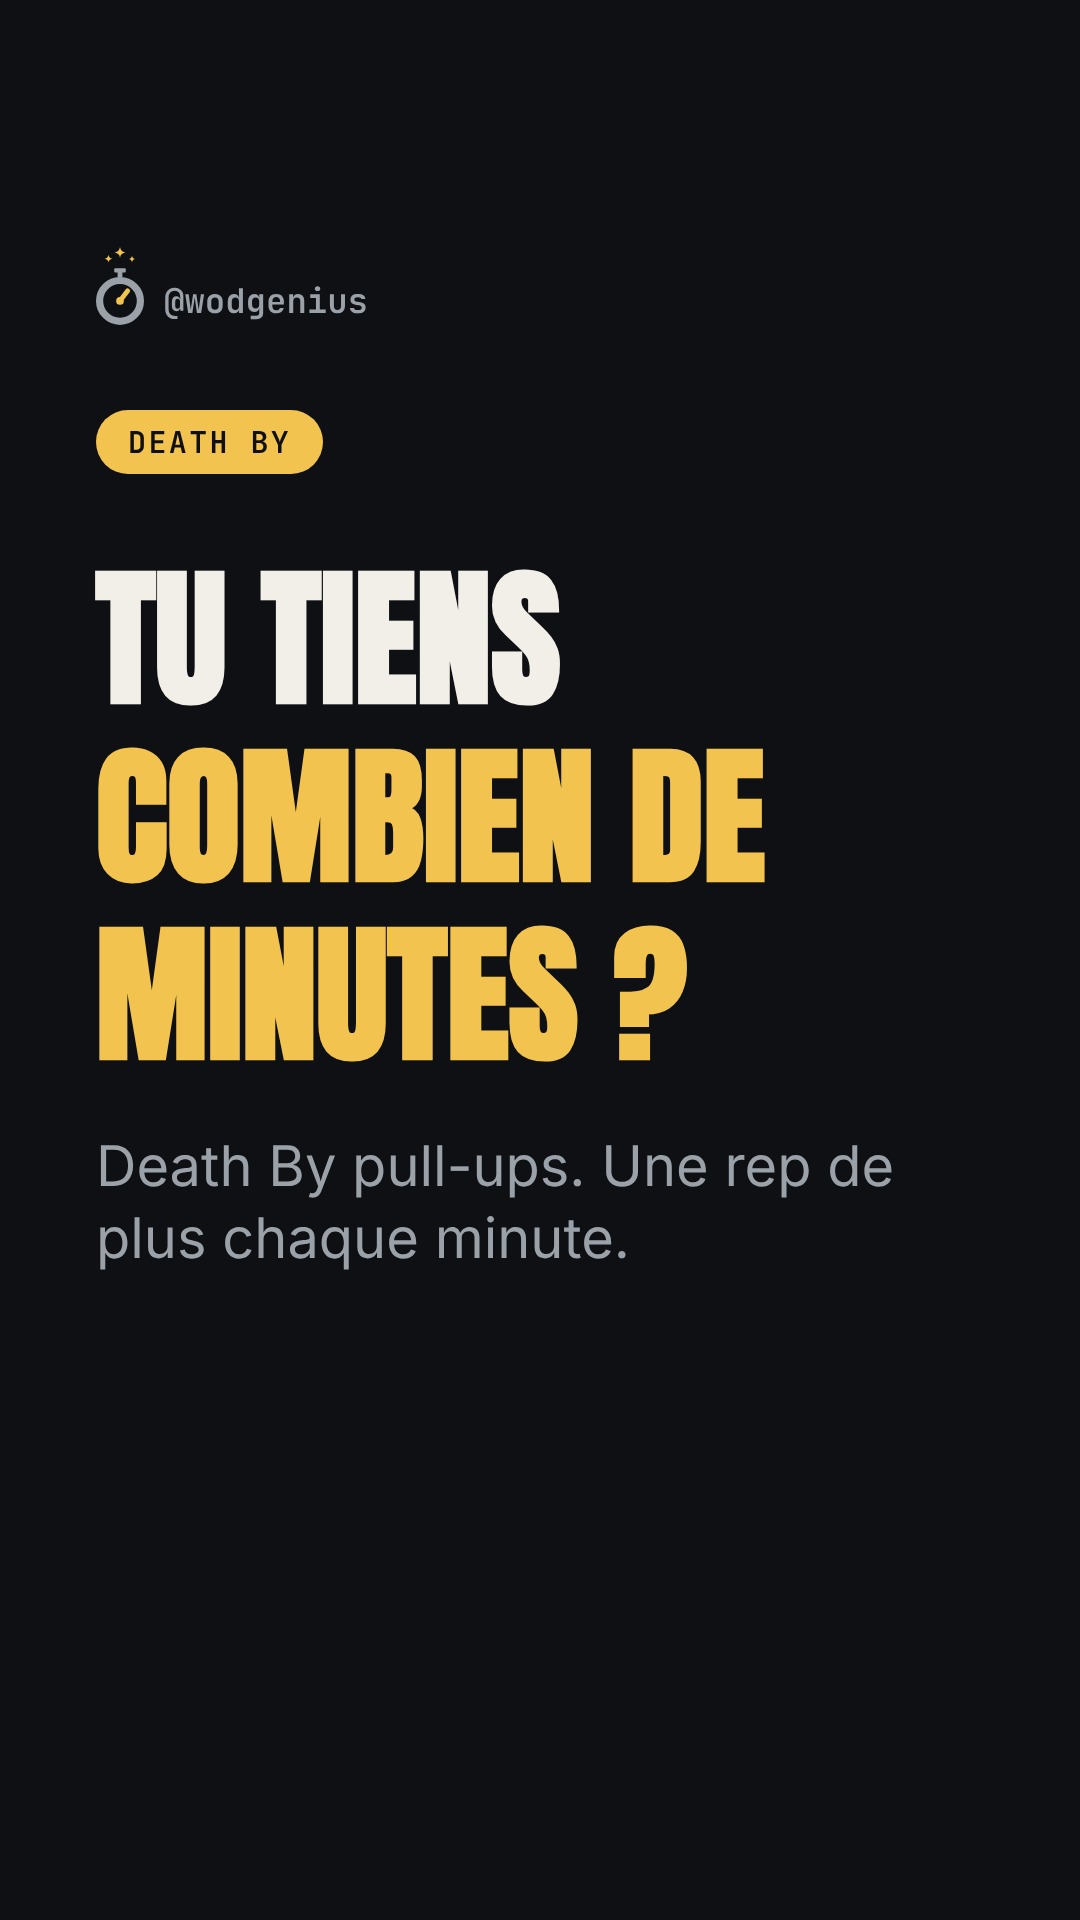 @wodgenius
DEATH BY
TU TIENS
COMBIEN DE
MINUTES ?
Death By pull-ups. Une rep de
plus chaque minute.